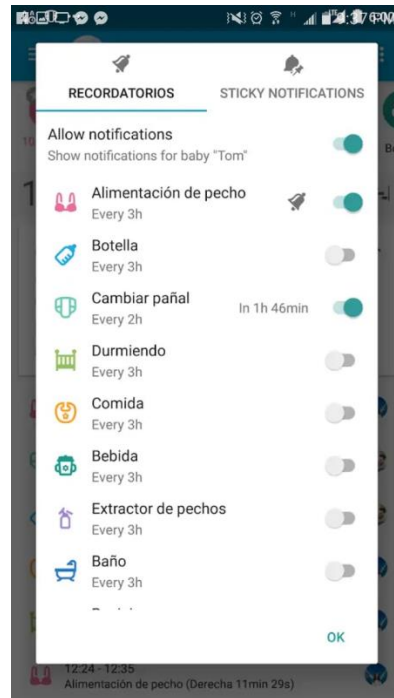 RECORDATORIOS
STICKY NOTIFICATIONS
Allow notifications
Show notifications for baby "Tom"
Alimentación de pecho
Every 3h
Botella
Every 3h
Cambiar pañal
Every 2h
In 1h 46min
Durmiendo
Every 3h
Comida
Every 3h
Bebida
Every 3h
Extractor de pechos
Every 3h
Baño
Every 3h
OK
12:24 - 12:35
Alimentación de pecho (Derecha 11min 29s)